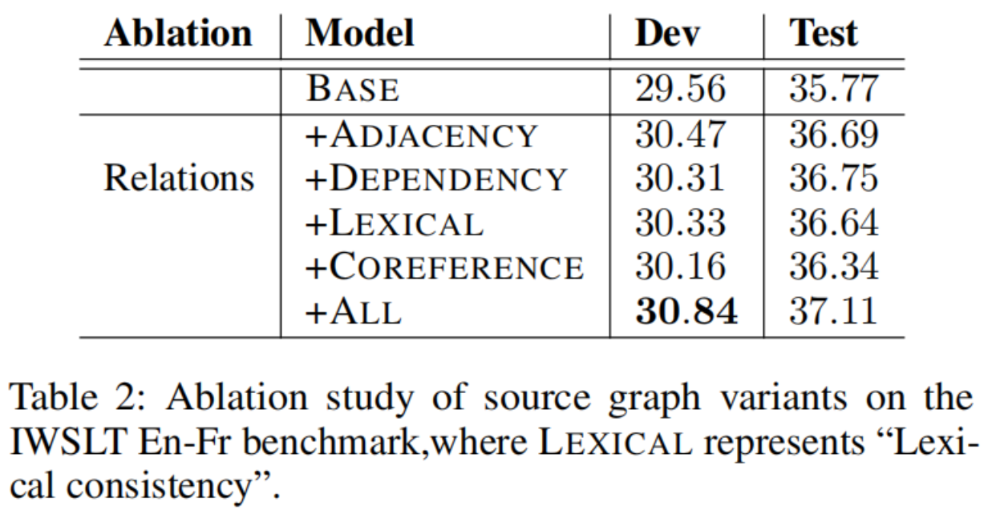 Ablation Model Dev Test
BASE 29.56 35.77
+ADJACENCY 30.47 36.69
Relations +DEPENDENCY 30.31 36.75
+LEXICAL 30.33 36.64
+COREFERENCE 30.16 36.34
+ALL 30.84 37.11
Table 2: Ablation study of source graph variants on the
IWSLT En-Fr benchmark,where LEXICAL represents “Lexi-
cal consistency”.